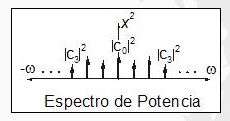 X²
|C₃|² |C₀|² |C₃|²
-ω ... ... ω
Espectro de Potencia